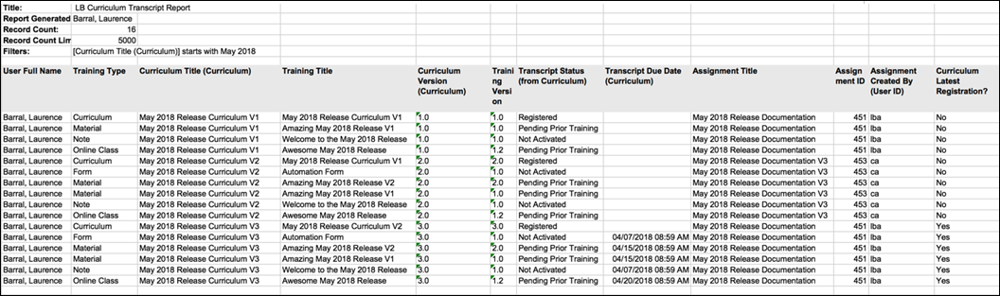 Title: LB Curriculum Transcript Report
Report Generated Barral, Laurence
Record Count: 16
Record Count Lim 5000
Filters: [Curriculum Title (Curriculum)] starts with May 2018
User Full Name Training Type Curriculum Title (Curriculum) Training Title Curriculum Version (Curriculum) Traini ng Versi on Transcript Status (from Curriculum) Transcript Due Date (Curriculum) Assignment Title Assign ment ID Assignment Created By (User ID) Curriculum Latest Registration?
Barral, Laurence Curriculum May 2018 Release Curriculum V1 May 2018 Release Curriculum V1 1.0 1.0 Registered May 2018 Release Documentation 451 lba No
Barral, Laurence Material May 2018 Release Curriculum V1 Amazing May 2018 Release V1 1.0 1.0 Pending Prior Training May 2018 Release Documentation 451 lba No
Barral, Laurence Note May 2018 Release Curriculum V1 Welcome to the May 2018 Release 1.0 1.0 Not Activated May 2018 Release Documentation 451 lba No
Barral, Laurence Online Class May 2018 Release Curriculum V1 Awesome May 2018 Release 1.0 1.2 Pending Prior Training May 2018 Release Documentation 451 lba No
Barral, Laurence Curriculum May 2018 Release Curriculum V2 May 2018 Release Curriculum V1 2.0 2.0 Registered May 2018 Release Documentation V3 453 ca No
Barral, Laurence Form May 2018 Release Curriculum V2 Automation Form 2.0 1.0 Not Activated May 2018 Release Documentation V3 453 ca No
Barral, Laurence Material May 2018 Release Curriculum V2 Amazing May 2018 Release V2 2.0 2.0 Pending Prior Training May 2018 Release Documentation V3 453 ca No
Barral, Laurence Material May 2018 Release Curriculum V2 Amazing May 2018 Release V1 2.0 1.0 Pending Prior Training May 2018 Release Documentation V3 453 ca No
Barral, Laurence Note May 2018 Release Curriculum V2 Welcome to the May 2018 Release 2.0 1.0 Not Activated May 2018 Release Documentation V3 453 ca No
Barral, Laurence Online Class May 2018 Release Curriculum V2 Awesome May 2018 Release 2.0 1.2 Pending Prior Training May 2018 Release Documentation V3 453 ca No
Barral, Laurence Curriculum May 2018 Release Curriculum V3 May 2018 Release Curriculum V2 3.0 3.0 Registered May 2018 Release Documentation 451 lba Yes
Barral, Laurence Form May 2018 Release Curriculum V3 Automation Form 3.0 1.0 Not Activated 04/07/2018 08:59 AM May 2018 Release Documentation 451 lba Yes
Barral, Laurence Material May 2018 Release Curriculum V3 Amazing May 2018 Release V2 3.0 2.0 Pending Prior Training 04/15/2018 08:59 AM May 2018 Release Documentation 451 lba Yes
Barral, Laurence Material May 2018 Release Curriculum V3 Amazing May 2018 Release V1 3.0 1.0 Pending Prior Training 04/15/2018 08:59 AM May 2018 Release Documentation 451 lba Yes
Barral, Laurence Note May 2018 Release Curriculum V3 Welcome to the May 2018 Release 3.0 1.0 Not Activated 04/07/2018 08:59 AM May 2018 Release Documentation 451 lba Yes
Barral, Laurence Online Class May 2018 Release Curriculum V3 Awesome May 2018 Release 3.0 1.2 Pending Prior Training 04/20/2018 08:59 AM May 2018 Release Documentation 451 lba Yes